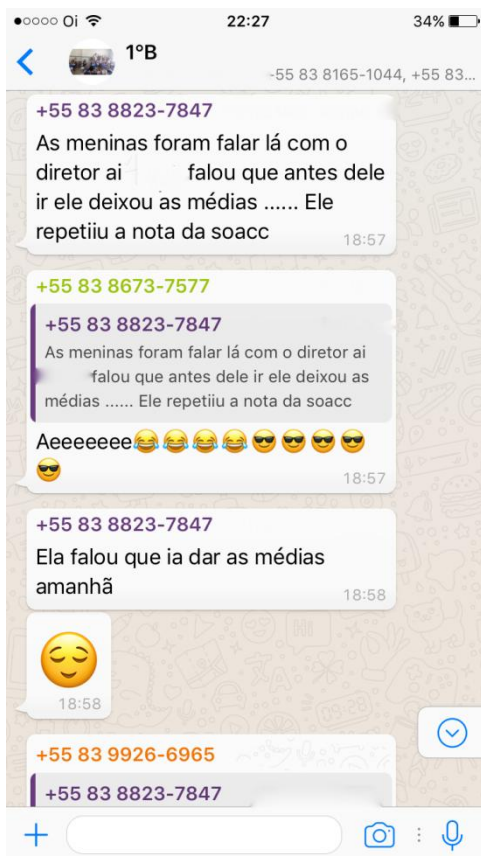 Oi 22:27 34%
1°B
-55 83 8165-1044, +55 83...
+55 83 8823-7847
As meninas foram falar lá com o
diretor ai falou que antes dele
ir ele deixou as médias ...... Ele
repetiiu a nota da soacc
18:57
+55 83 8673-7577
+55 83 8823-7847
As meninas foram falar lá com o diretor ai
falou que antes dele ir ele deixou as
médias ...... Ele repetiiu a nota da soacc
Aeeeeeee😂😂😂😂😎😎😎😎
😎
18:57
+55 83 8823-7847
Ela falou que ia dar as médias
amanhã
18:58
😌
18:58
+55 83 9926-6965
+55 83 8823-7847